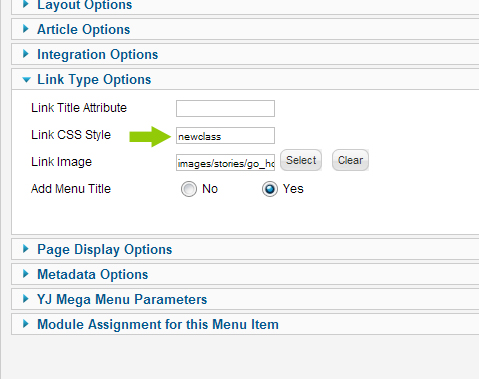 Layout Options
Article Options
Integration Options
Link Type Options
Link Title Attribute
Link CSS Style newclass
Link Image images/stories/go_ho Select Clear
Add Menu Title No Yes
Page Display Options
Metadata Options
YJ Mega Menu Parameters
Module Assignment for this Menu Item